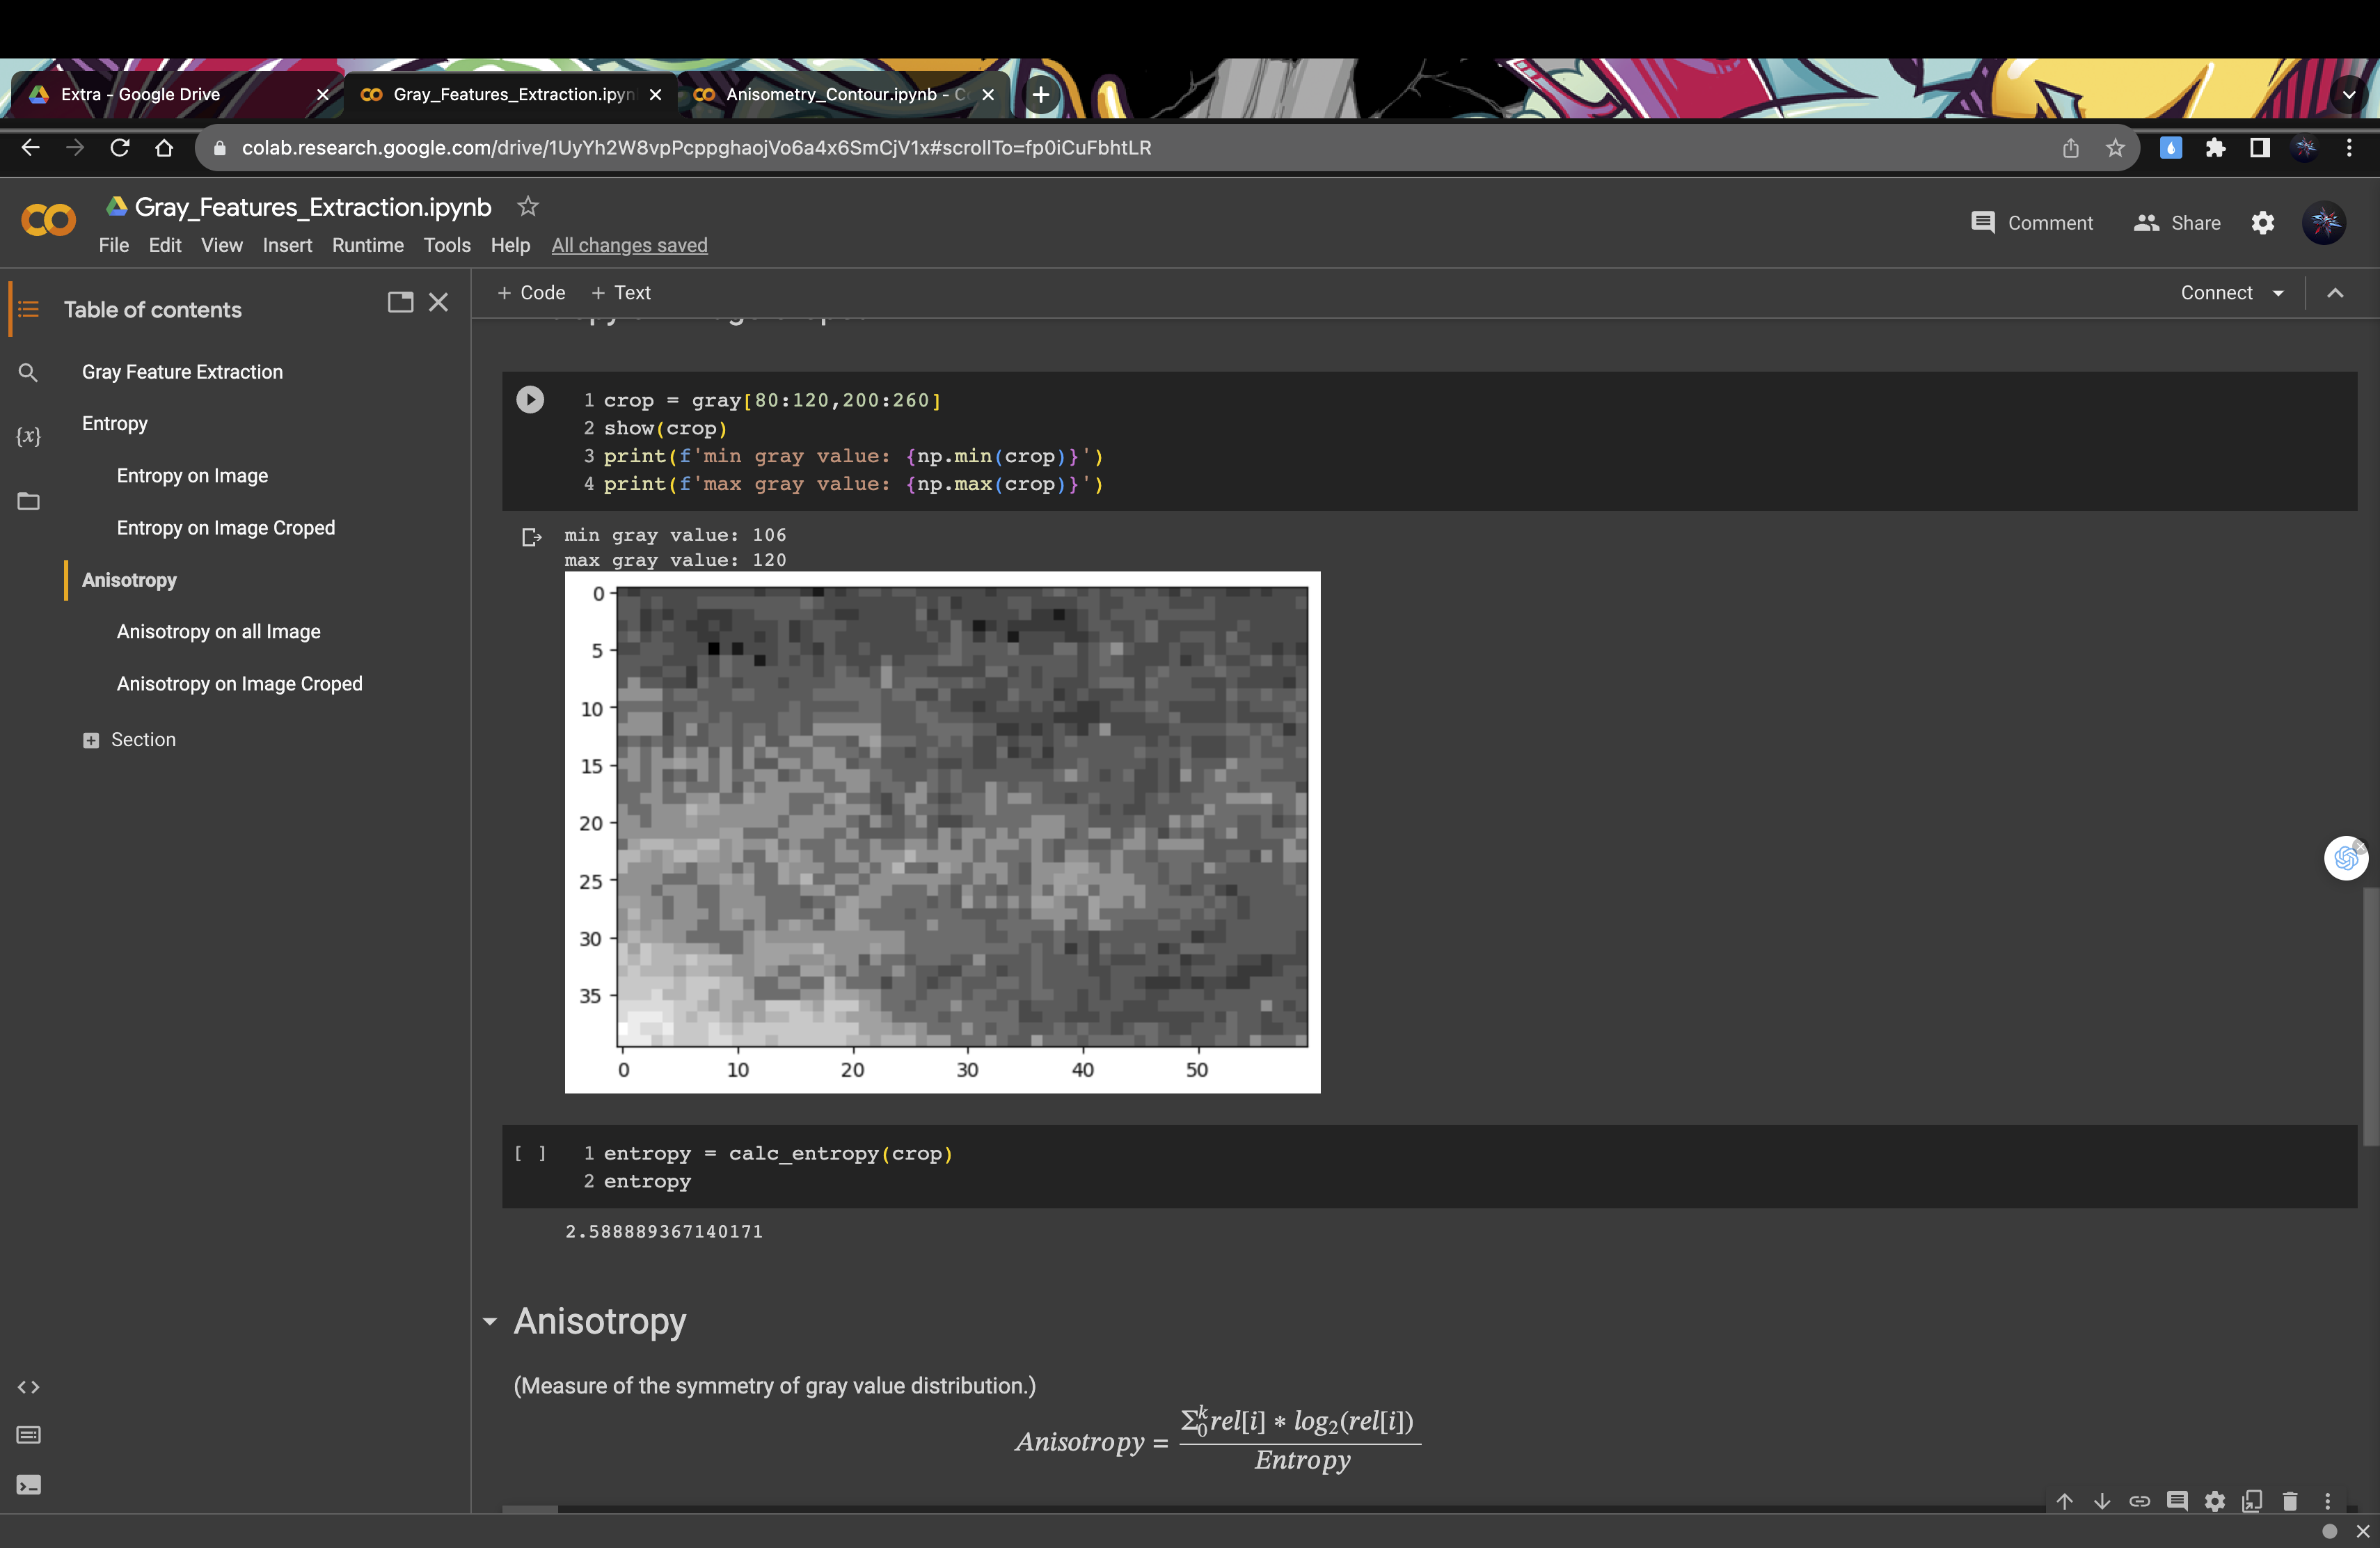 Extra - Google Drive
Gray_Features_Extraction.ipyn
Anisometry_Contour.ipynb - C
colab.research.google.com/drive/1UyYh2W8vpPcppghaojVo6a4x6SmCjV1x#scrollTo=fp0iCuFbhtLR
Gray_Features_Extraction.ipynb
File Edit View Insert Runtime Tools Help All changes saved
Comment Share
Table of contents
Gray Feature Extraction
Entropy
Entropy on Image
Entropy on Image Croped
Anisotropy
Anisotropy on all Image
Anisotropy on Image Croped
Section
{x}
+ Code + Text
Connect
1 crop = gray[80:120,200:260]
2 show(crop)
3 print(f'min gray value: {np.min(crop)}')
4 print(f'max gray value: {np.max(crop)}')
min gray value: 106
max gray value: 120
0
5
10
15
20
25
30
35
0 10 20 30 40 50
[ ] 1 entropy = calc_entropy(crop)
2 entropy
2.588889367140171
Anisotropy
(Measure of the symmetry of gray value distribution.)
Anisotropy = Σ₀ᵏ rel[i] * log₂(rel[i])
Entropy